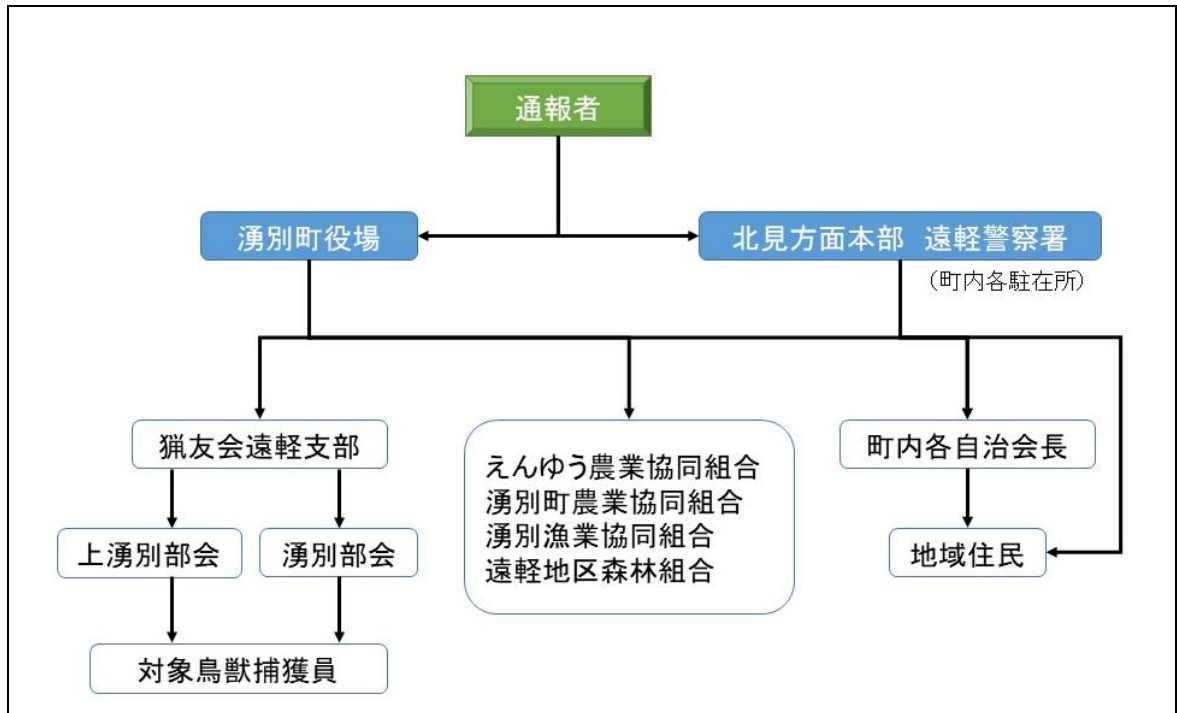 通報者
湧別町役場
北見方面本部　遠軽警察署
（町内各駐在所）
猟友会遠軽支部
えんゆう農業協同組合
湧別町農業協同組合
湧別漁業協同組合
遠軽地区森林組合
町内各自治会長
上湧別部会
湧別部会
地域住民
対象鳥獣捕獲員